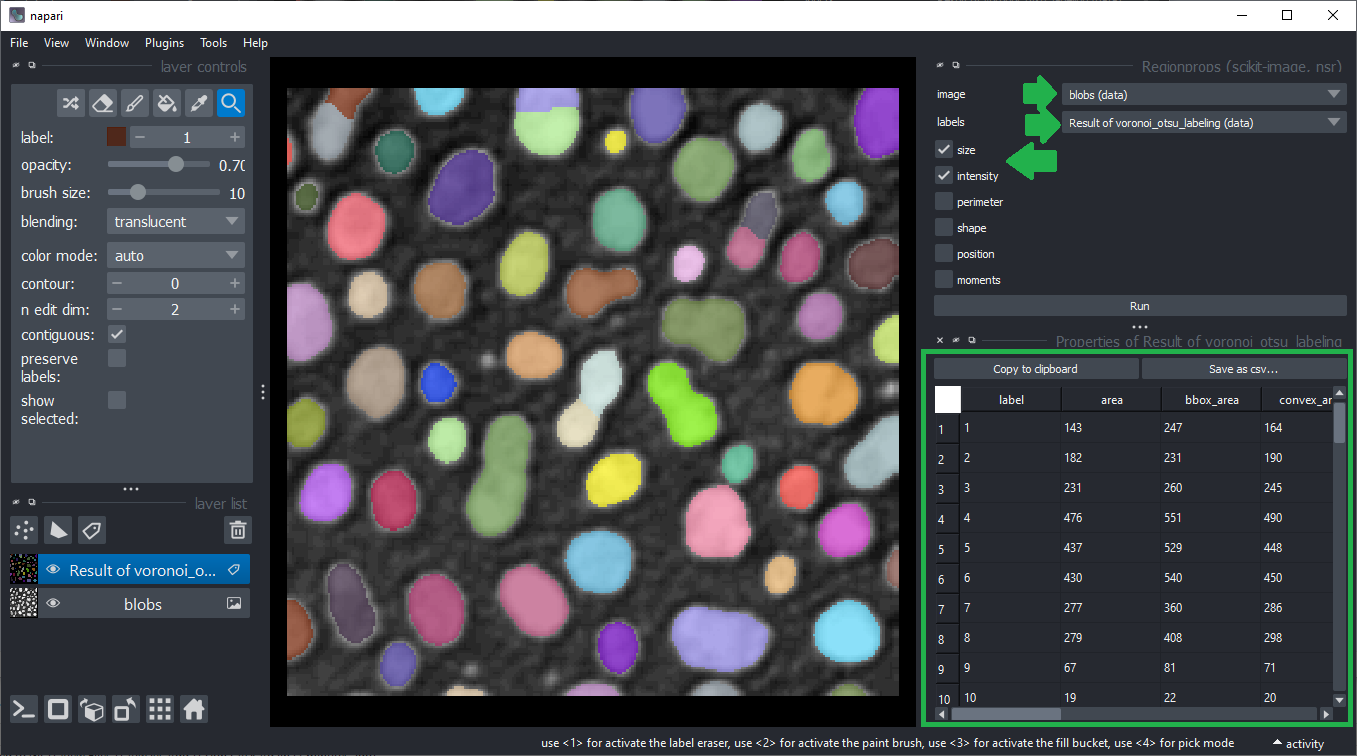 napari
File View Window Plugins Tools Help
layer controls
label: 1
opacity: 0.70
brush size: 10
blending: translucent
color mode: auto
contour: 0
n edit dim: 2
contiguous:
preserve
labels:
show
selected:
layer list
Result of voronoi_o...
blobs
Regionprops (scikit-image, nsr)
image blobs (data)
labels Result of voronoi_otsu_labeling (data)
size
intensity
perimeter
shape
position
moments
Run
Properties of Result of voronoi_otsu_labeling
Copy to clipboard Save as csv...
label area bbox_area convex_ar
1 1 143 247 164
2 2 182 231 190
3 3 231 260 245
4 4 476 551 490
5 5 437 529 448
6 6 430 540 450
7 7 277 360 286
8 8 279 408 298
9 9 67 81 71
10 10 19 22 20
use <1> for activate the label eraser, use <2> for activate the paint brush, use <3> for activate the fill bucket, use <4> for pick mode
activity